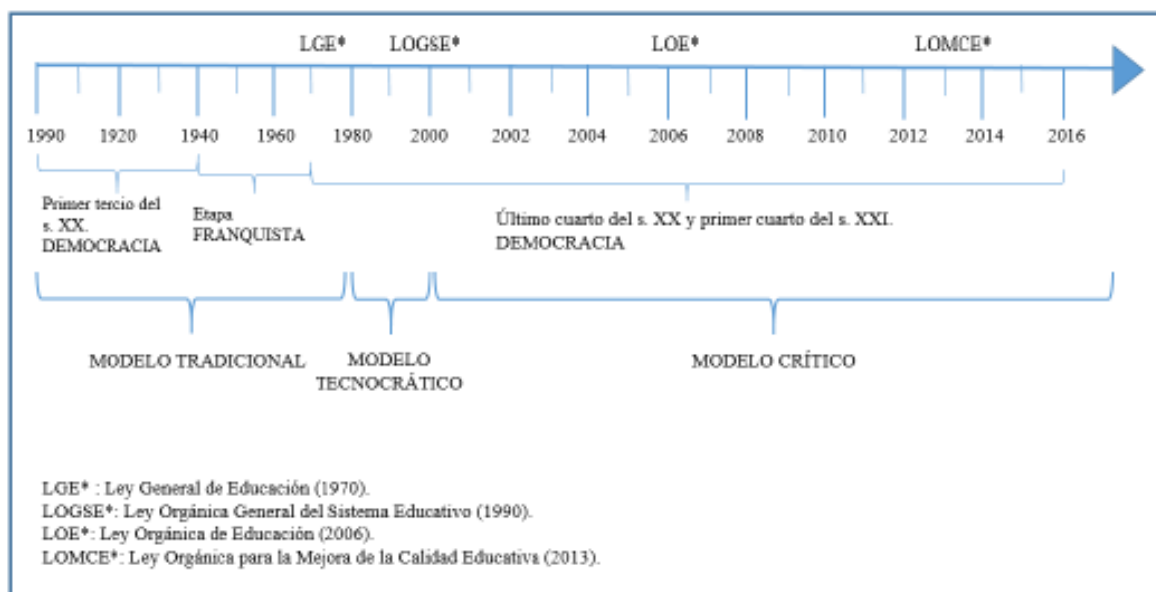 LGE* LOGSE* LOE* LOMCE*
1990 1920 1940 1960 1980 2000 2002 2004 2006 2008 2010 2012 2014 2016
Primer tercio del
s. XX.
DEMOCRACIA
Etapa
FRANQUISTA
Último cuarto del s. XX y primer cuarto del s. XXI.
DEMOCRACIA
MODELO TRADICIONAL
MODELO
TECNOCRÁTICO
MODELO CRÍTICO
LGE* : Ley General de Educación (1970).
LOGSE*: Ley Orgánica General del Sistema Educativo (1990).
LOE*: Ley Orgánica de Educación (2006).
LOMCE*: Ley Orgánica para la Mejora de la Calidad Educativa (2013).